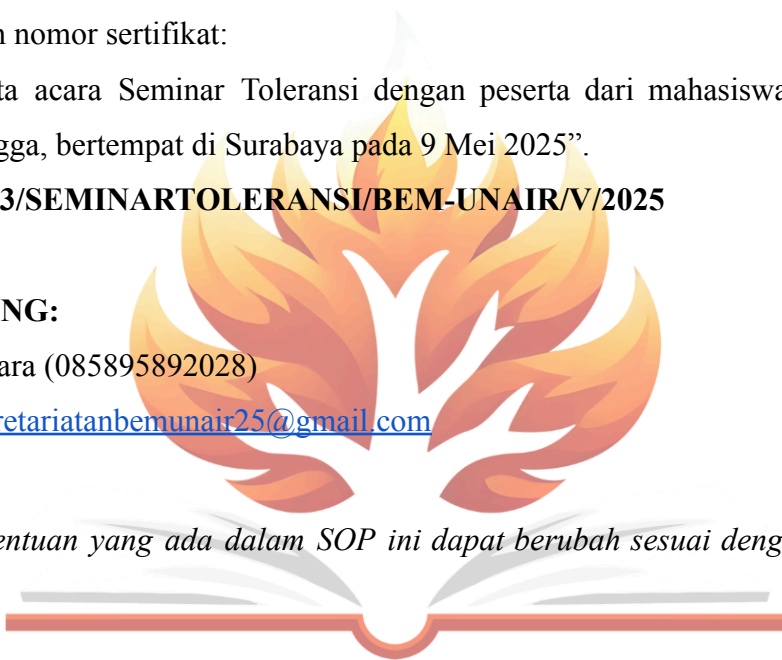 nomor sertifikat:
ta acara Seminar Toleransi dengan peserta dari mahasiswa
gga, bertempat di Surabaya pada 9 Mei 2025”.
3/SEMINARTOLERANSI/BEM-UNAIR/V/2025
NG:
ara (085895892028)
retariatanbemunair25@gmail.com
entuan yang ada dalam SOP ini dapat berubah sesuai deng